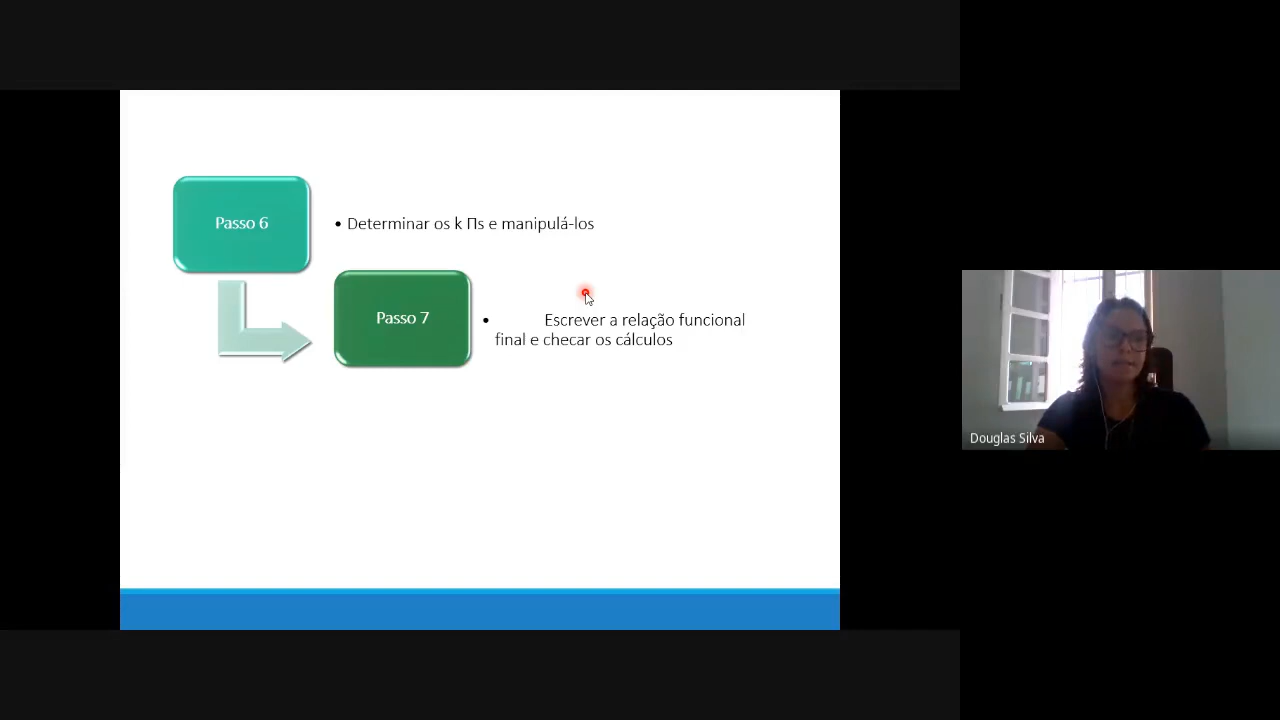 Passo 6
• Determinar os k Πs e manipulá-los
Passo 7
• Escrever a relação funcional
final e checar os cálculos
Douglas Silva